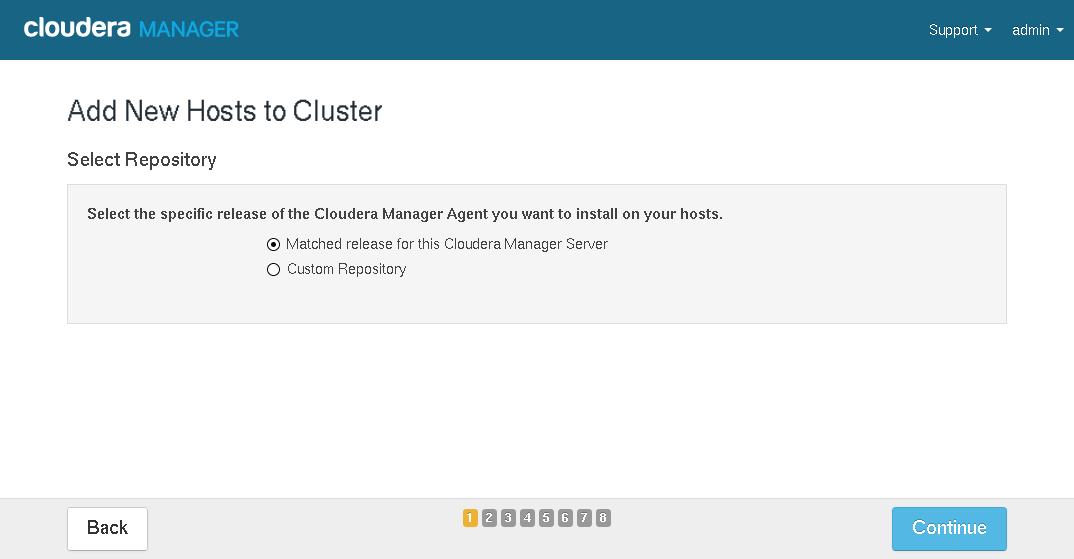 cloudera MANAGER
Support admin
Add New Hosts to Cluster
Select Repository
Select the specific release of the Cloudera Manager Agent you want to install on your hosts.
Matched release for this Cloudera Manager Server
Custom Repository
Back 1 2 3 4 5 6 7 8 Continue